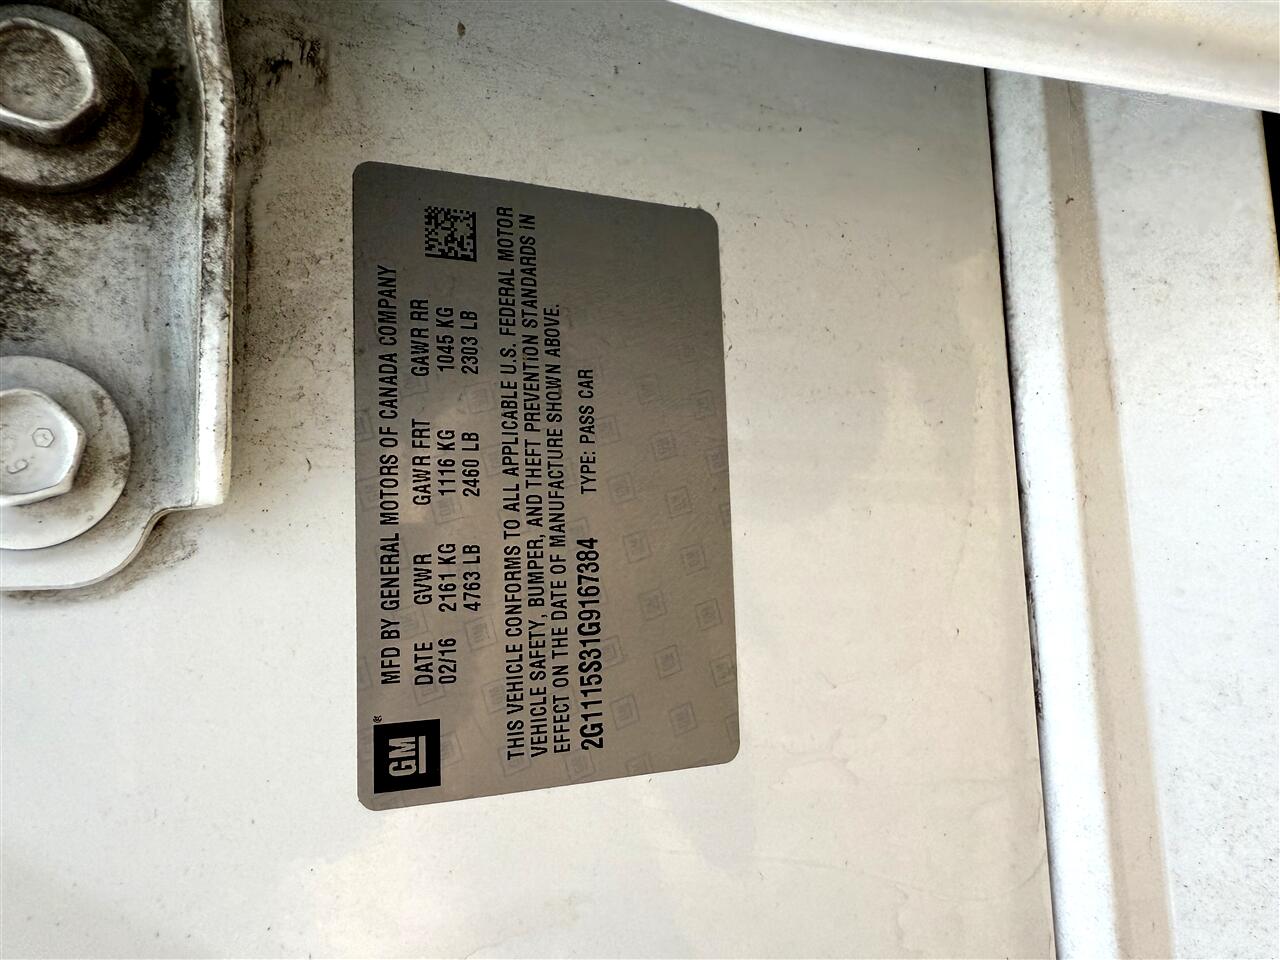 GM®
MFD BY GENERAL MOTORS OF CANADA COMPANY
DATE GVWR GAWR FRT GAWR RR
02/16 2161 KG 1116 KG 1045 KG
4763 LB 2460 LB 2303 LB
THIS VEHICLE CONFORMS TO ALL APPLICABLE U.S. FEDERAL MOTOR
VEHICLE SAFETY, BUMPER, AND THEFT PREVENTION STANDARDS IN
EFFECT ON THE DATE OF MANUFACTURE SHOWN ABOVE.
2G1115S31G9167384 TYPE: PASS CAR